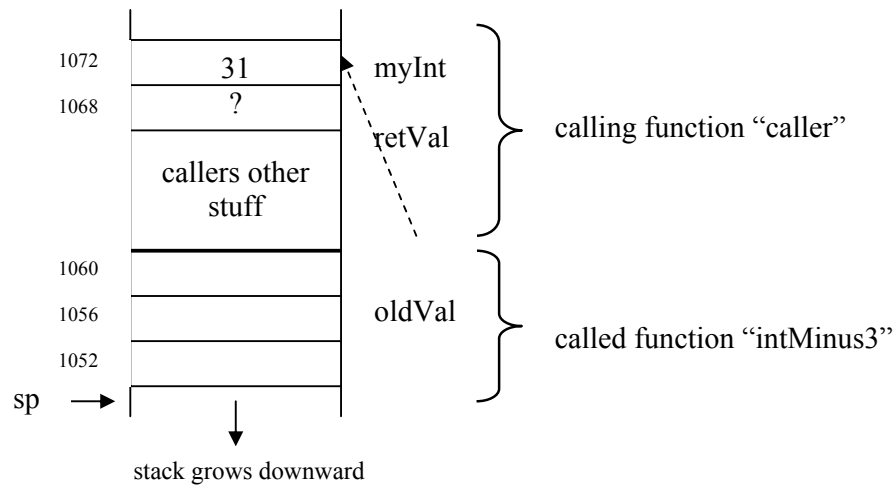 1072
31
myInt
1068
?
retVal
calling function “caller”
callers other
stuff
1060
1056
oldVal
called function “intMinus3”
1052
sp
stack grows downward